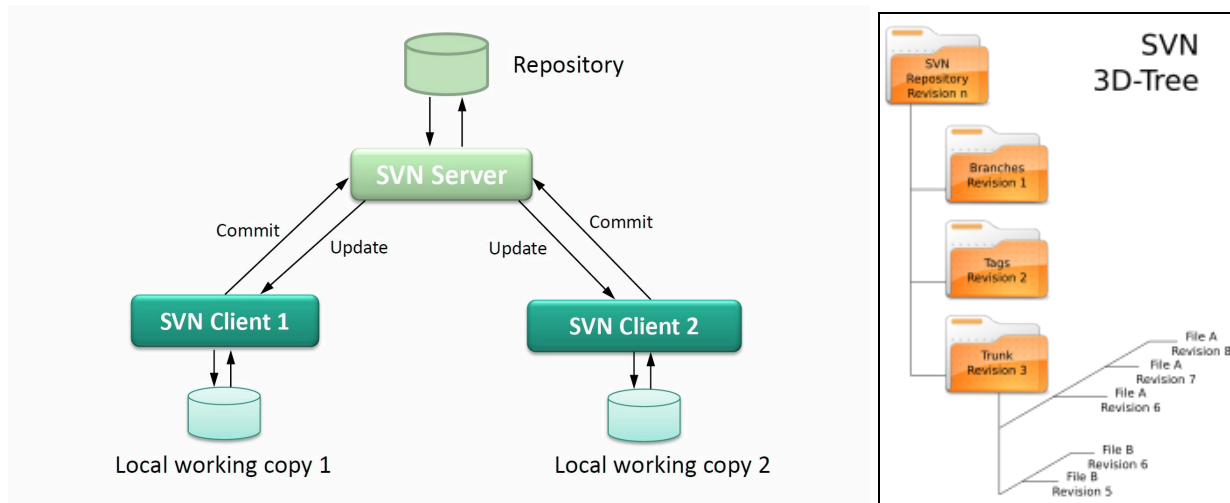 Repository
SVN Server
Commit
Update
Update
Commit
SVN Client 1
SVN Client 2
Local working copy 1
Local working copy 2
SVN
3D-Tree
SVN
Repository
Revision n
Branches
Revision 1
Tags
Revision 2
Trunk
Revision 3
File A
Revision 8
File A
Revision 7
File A
Revision 6
File B
Revision 6
File B
Revision 5